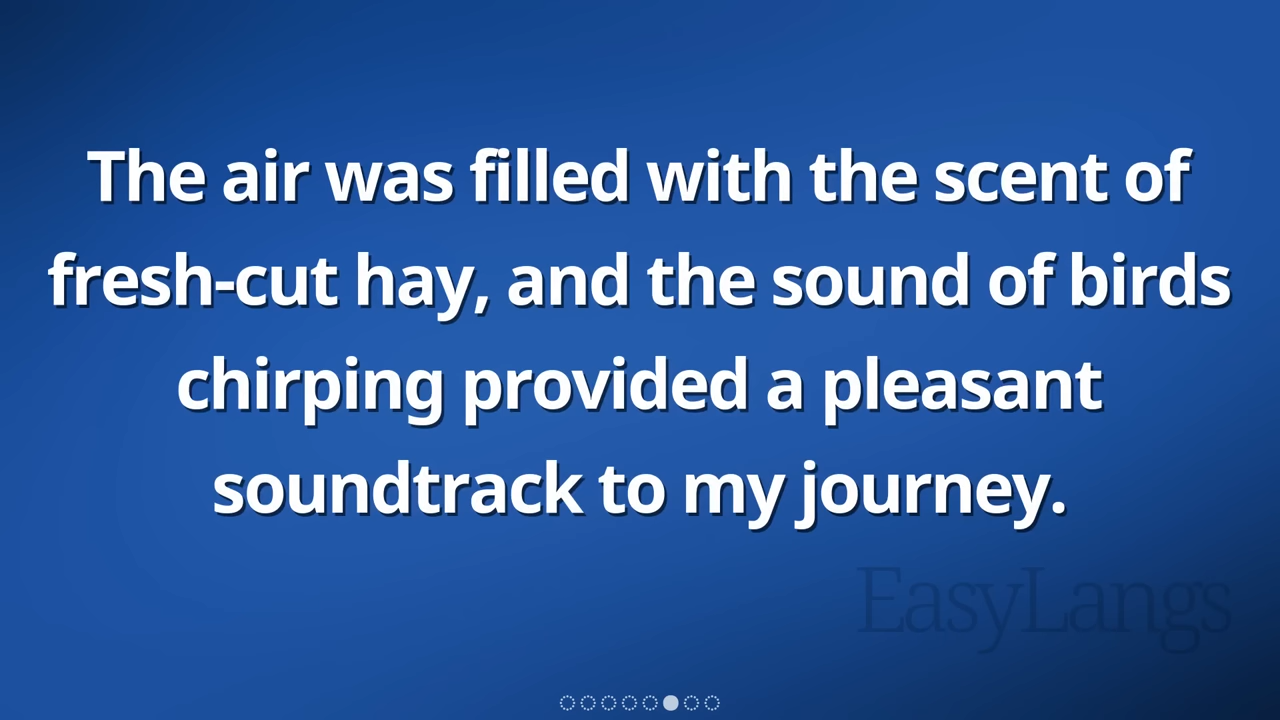 The air was filled with the scent of
fresh-cut hay, and the sound of birds
chirping provided a pleasant
soundtrack to my journey.
EasyLangs